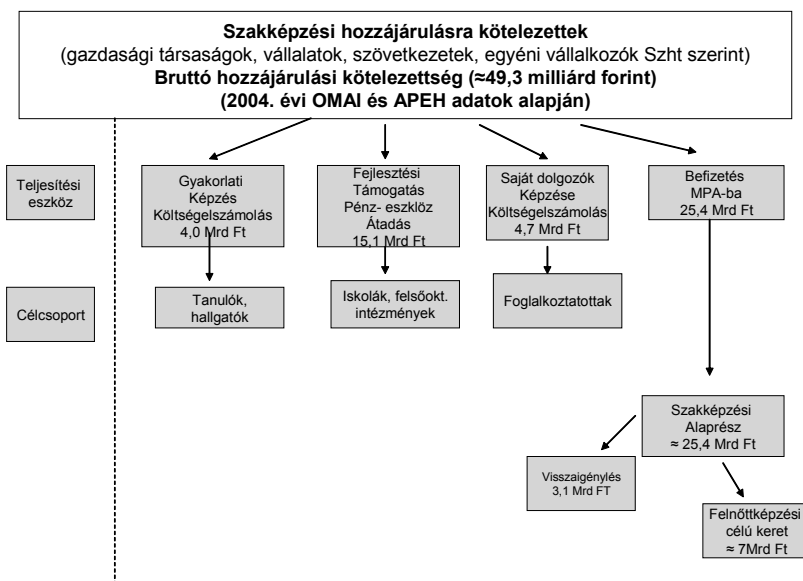 Szakképzési hozzájárulásra kötelezettek
(gazdasági társaságok, vállalatok, szövetkezetek, egyéni vállalkozók Szht szerint)
Bruttó hozzájárulási kötelezettség (≈49,3 milliárd forint)
(2004. évi OMAI és APEH adatok alapján)
Teljesítési
eszköz
Gyakorlati
Képzés
Költségelszámolás
4,0 Mrd Ft
Fejlesztési
Támogatás
Pénz- eszklöz
Átadás
15,1 Mrd Ft
Saját dolgozók
Képzése
Költségelszámolás
4,7 Mrd Ft
Befizetés
MPA-ba
25,4 Mrd Ft
Célcsoport
Tanulók,
hallgatók
Iskolák, felsőokt.
intézmények
Foglalkoztatottak
Szakképzési
Alaprész
≈ 25,4 Mrd Ft
Visszaigénylés
3,1 Mrd FT
Felnőttképzési
célú keret
≈ 7Mrd Ft